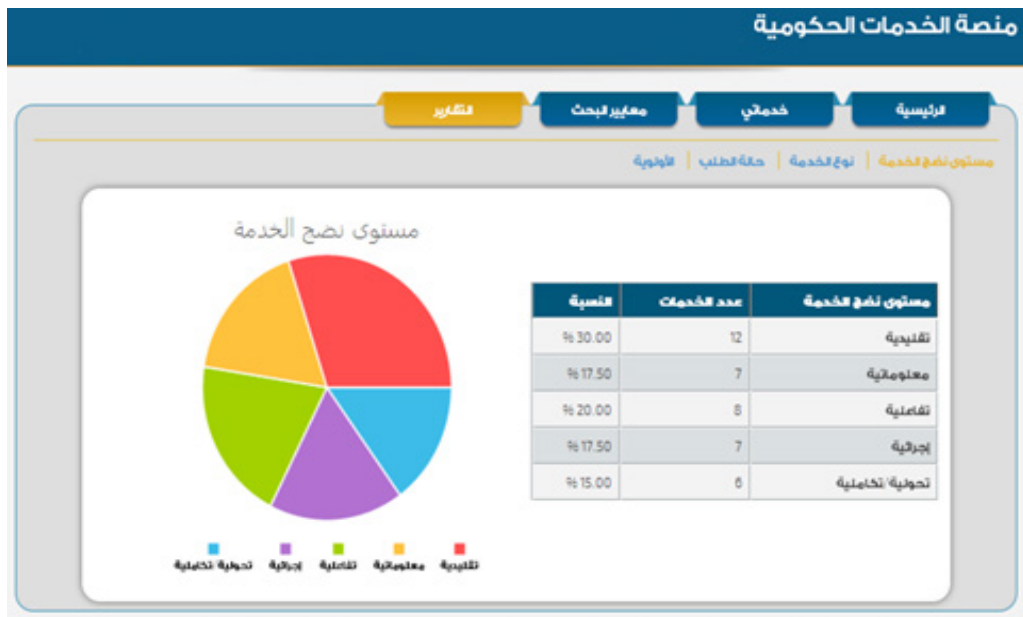 منصة الخدمات الحكومية
الرئيسية خدماتي معايير البحث التقارير
مستوى نضج الخدمة | نوع الخدمة | حالة الطلب | الأولوية
مستوى نضج الخدمة
مستوى نضج الخدمة عدد الخدمات النسبة
تقليدية 12 30.00 %
معلوماتية 7 17.50 %
تفاعلية 8 20.00 %
إجرائية 7 17.50 %
تحولية/تكاملية 6 15.00 %
تقليدية معلوماتية تفاعلية إجرائية تحولية تكاملية